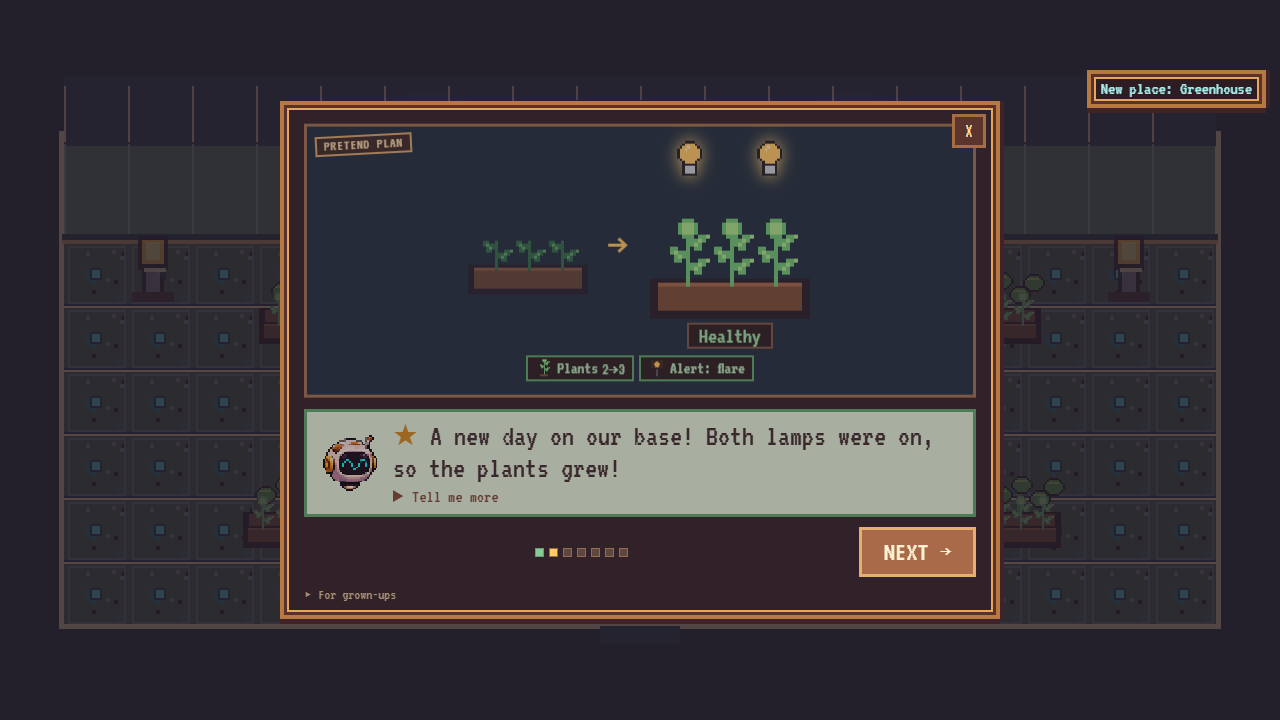 New place: Greenhouse
X
PRETEND PLAN
Healthy
Plants 2→3
Alert: flare
★ A new day on our base! Both lamps were on,
so the plants grew!
▶ Tell me more
NEXT →
▸ For grown-ups